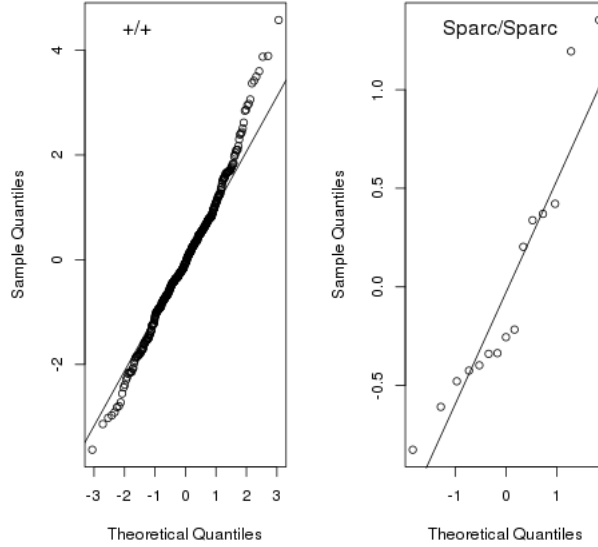 +/+
Sample Quantiles
4
2
0
-2
-3 -2 -1 0 1 2 3
Theoretical Quantiles
Sparc/Sparc
Sample Quantiles
1.0
0.5
0.0
-0.5
-1 0 1
Theoretical Quantiles